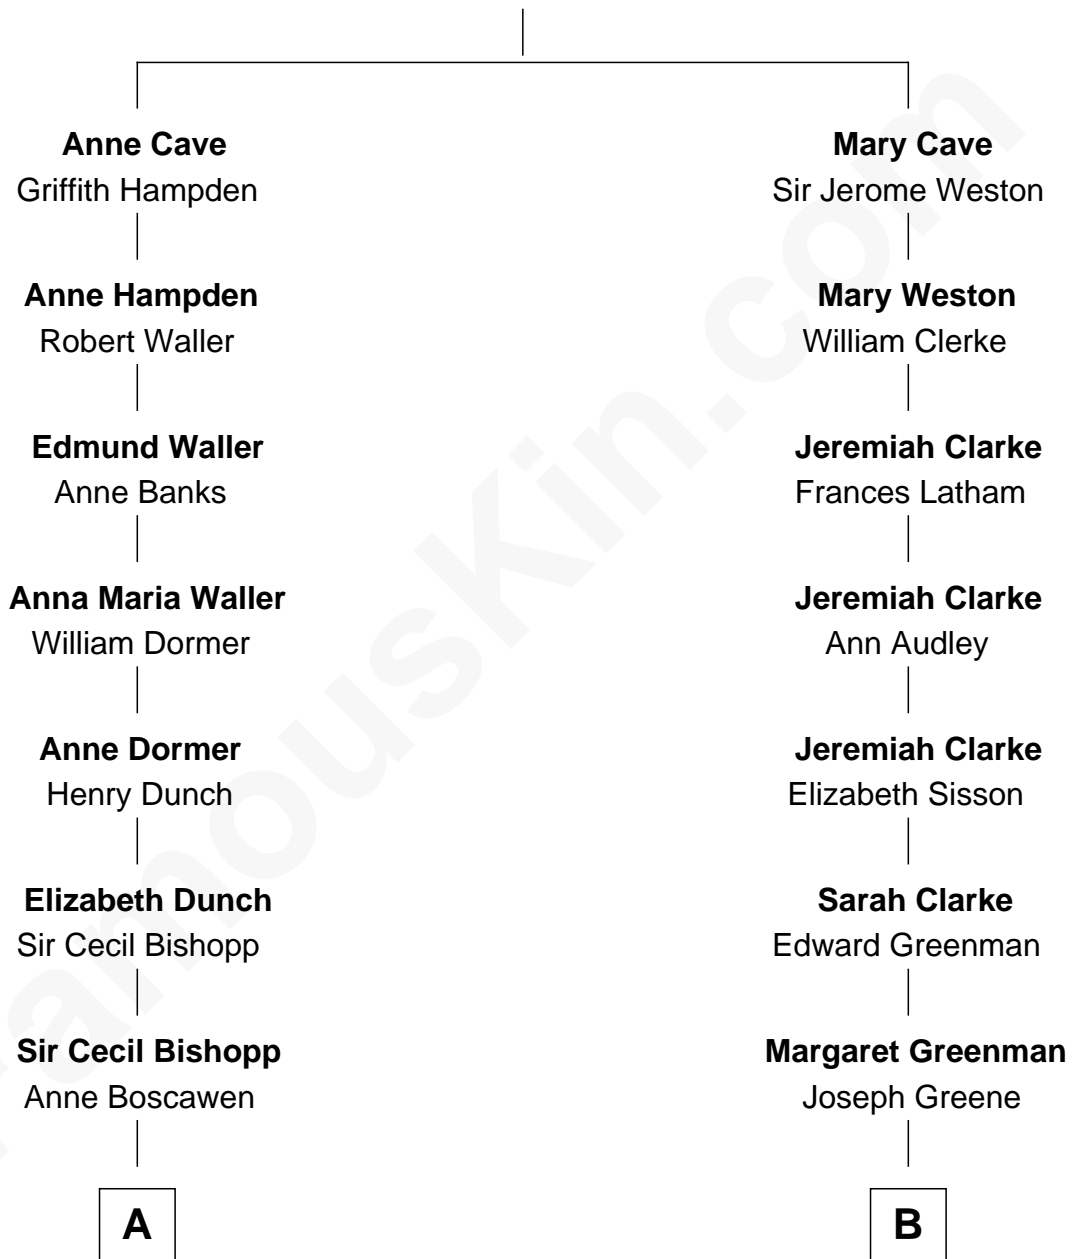 Anne Cave
Griffith Hampden
Anne Hampden
Robert Waller
Edmund Waller
Anne Banks
Anna Maria Waller
William Dormer
Anne Dormer
Henry Dunch
Elizabeth Dunch
Sir Cecil Bishopp
Sir Cecil Bishopp
Anne Boscawen
A
Mary Cave
Sir Jerome Weston
Mary Weston
William Clerke
Jeremiah Clarke
Frances Latham
Jeremiah Clarke
Ann Audley
Jeremiah Clarke
Elizabeth Sisson
Sarah Clarke
Edward Greenman
Margaret Greenman
Joseph Greene
B
FamousKin.com